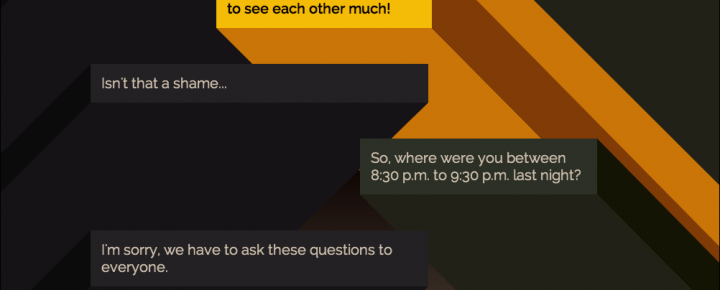 to see each other much!
Isn't that a shame...
So, where were you between
8:30 p.m. to 9:30 p.m. last night?
I'm sorry, we have to ask these questions to
everyone.